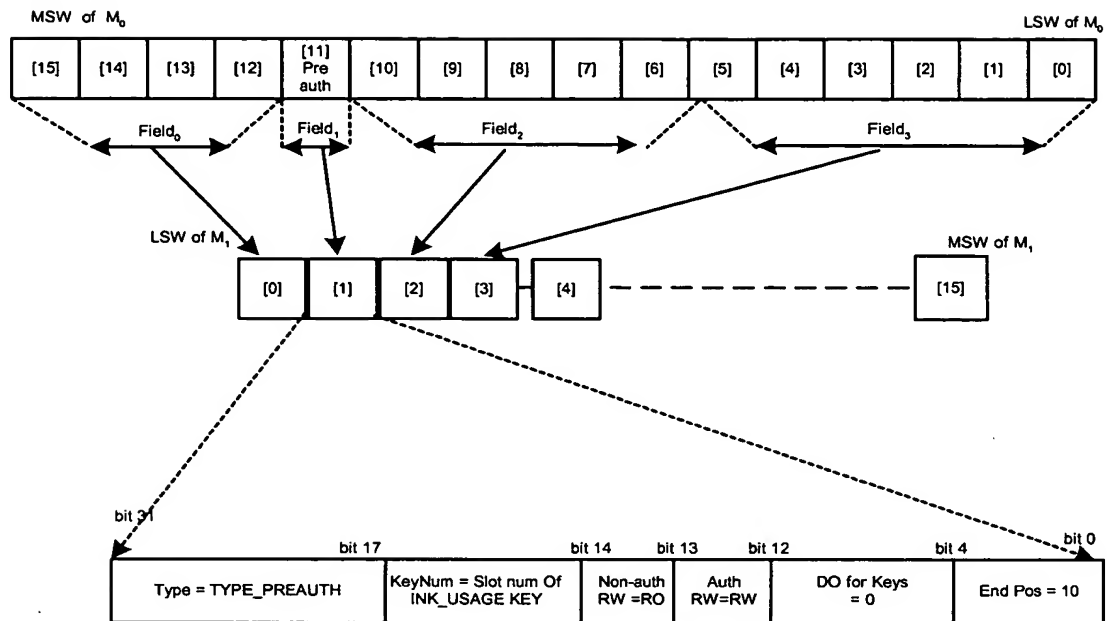 MSW of M₀
LSW of M₀
[15] [14] [13] [12] [11] Pre auth [10] [9] [8] [7] [6] [5] [4] [3] [2] [1] [0]
Field₀ Field₁ Field₂ Field₃
LSW of M₁
MSW of M₁
[0] [1] [2] [3] [4] [15]
bit 31
bit 17 bit 14 bit 13 bit 12 bit 4 bit 0
Type = TYPE_PREAUTH
KeyNum = Slot num Of
INK_USAGE KEY
Non-auth
RW =RO
Auth
RW=RW
DO for Keys
= 0
End Pos = 10